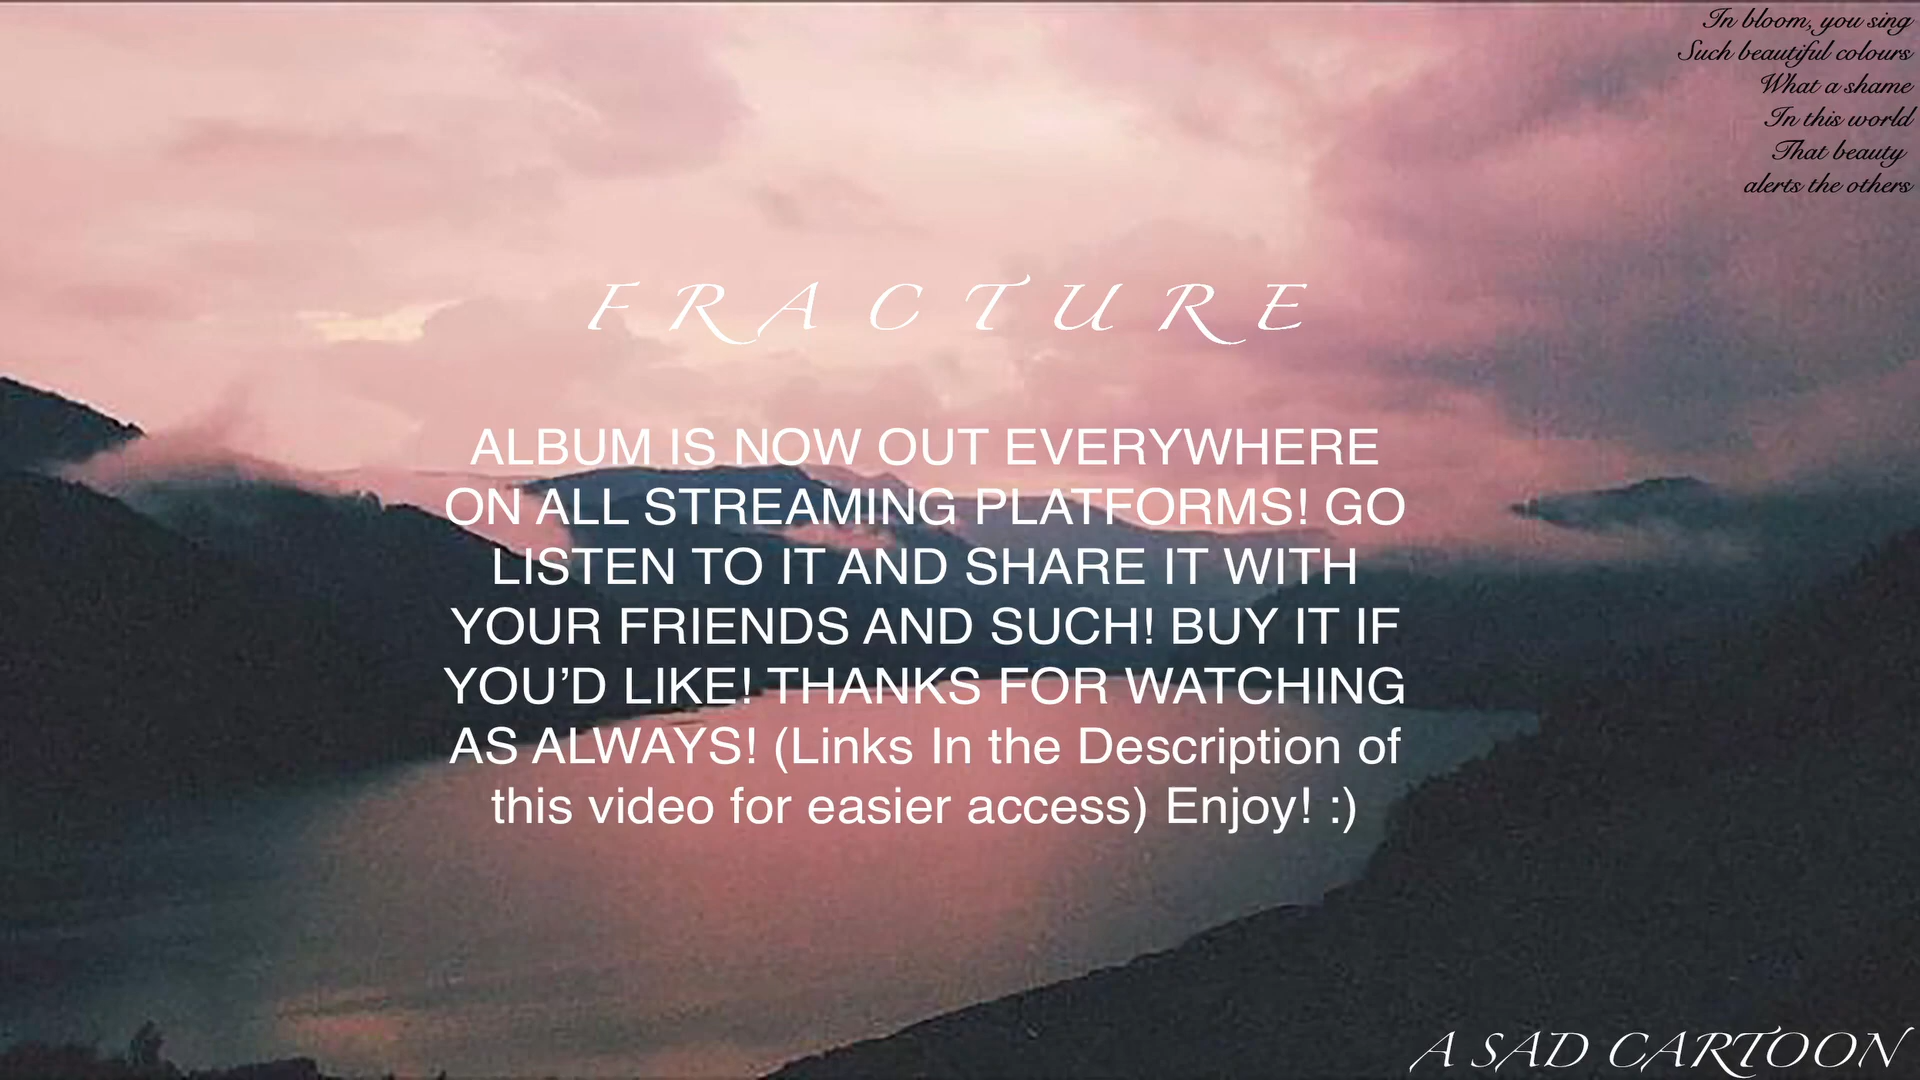 In bloom, you sing
Such beautiful colours
What a shame
In this world
That beauty
alerts the others
FRACTURE
ALBUM IS NOW OUT EVERYWHERE
ON ALL STREAMING PLATFORMS! GO
LISTEN TO IT AND SHARE IT WITH
YOUR FRIENDS AND SUCH! BUY IT IF
YOU’D LIKE! THANKS FOR WATCHING
AS ALWAYS! (Links In the Description of
this video for easier access) Enjoy! :)
A SAD CARTOON